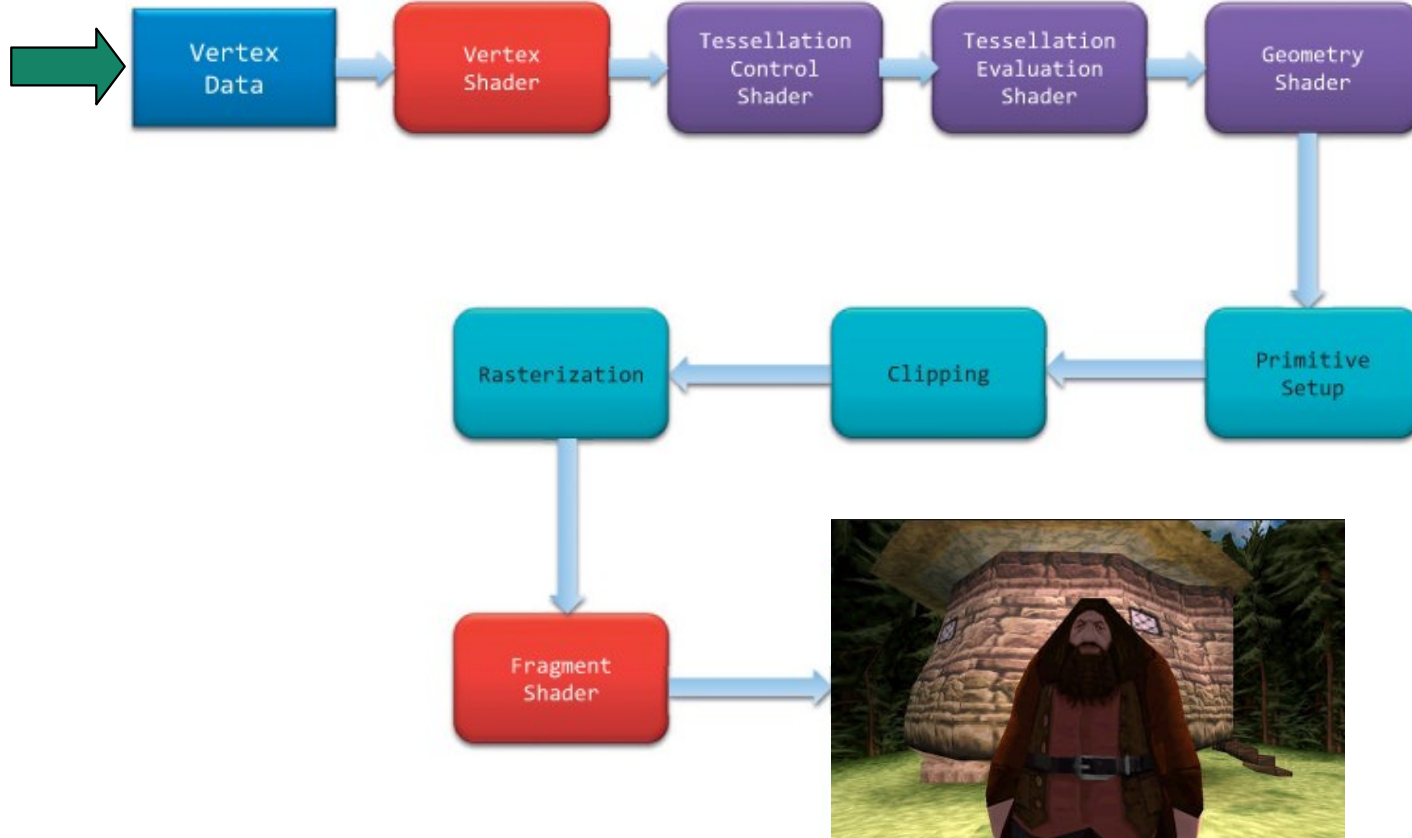 Vertex
Data
Vertex
Shader
Tessellation
Control
Shader
Tessellation
Evaluation
Shader
Geometry
Shader
Primitive
Setup
Clipping
Rasterization
Fragment
Shader